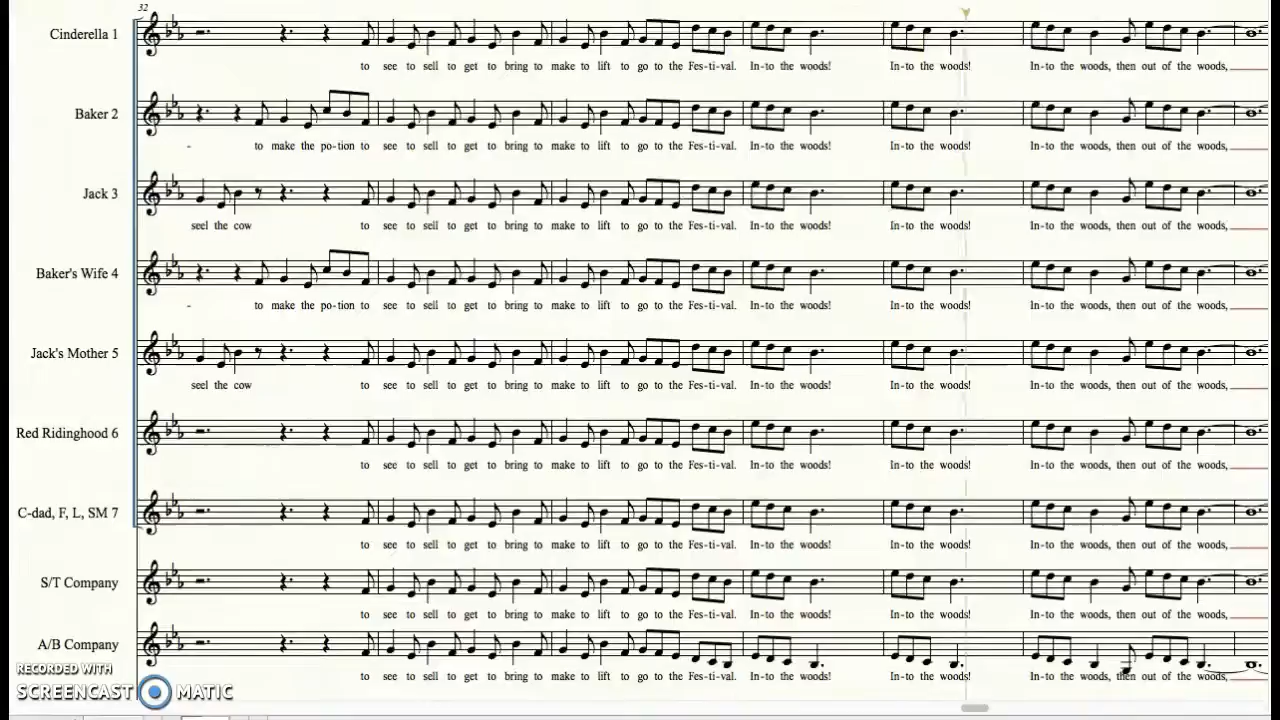 32
Cinderella 1
to see to sell to get to bring to make to lift to go to the Fes-ti-val. In-to the woods! In-to the woods! In-to the woods, then out of the woods,
Baker 2
- to make the po-tion to see to sell to get to bring to make to lift to go to the Fes-ti-val. In-to the woods! In-to the woods! In-to the woods, then out of the woods,
Jack 3
seel the cow to see to sell to get to bring to make to lift to go to the Fes-ti-val. In-to the woods! In-to the woods! In-to the woods, then out of the woods,
Baker's Wife 4
- to make the po-tion to see to sell to get to bring to make to lift to go to the Fes-ti-val. In-to the woods! In-to the woods! In-to the woods, then out of the woods,
Jack's Mother 5
seel the cow to see to sell to get to bring to make to lift to go to the Fes-ti-val. In-to the woods! In-to the woods! In-to the woods, then out of the woods,
Red Ridinghood 6
to see to sell to get to bring to make to lift to go to the Fes-ti-val. In-to the woods! In-to the woods! In-to the woods, then out of the woods,
C-dad, F, L, SM 7
to see to sell to get to bring to make to lift to go to the Fes-ti-val. In-to the woods! In-to the woods! In-to the woods, then out of the woods,
S/T Company
to see to sell to get to bring to make to lift to go to the Fes-ti-val. In-to the woods! In-to the woods! In-to the woods, then out of the woods,
A/B Company
to see to sell to get to bring to make to lift to go to the Fes-ti-val. In-to the woods! In-to the woods! In-to the woods, then out of the woods,
RECORDED WITH
SCREENCAST MATIC